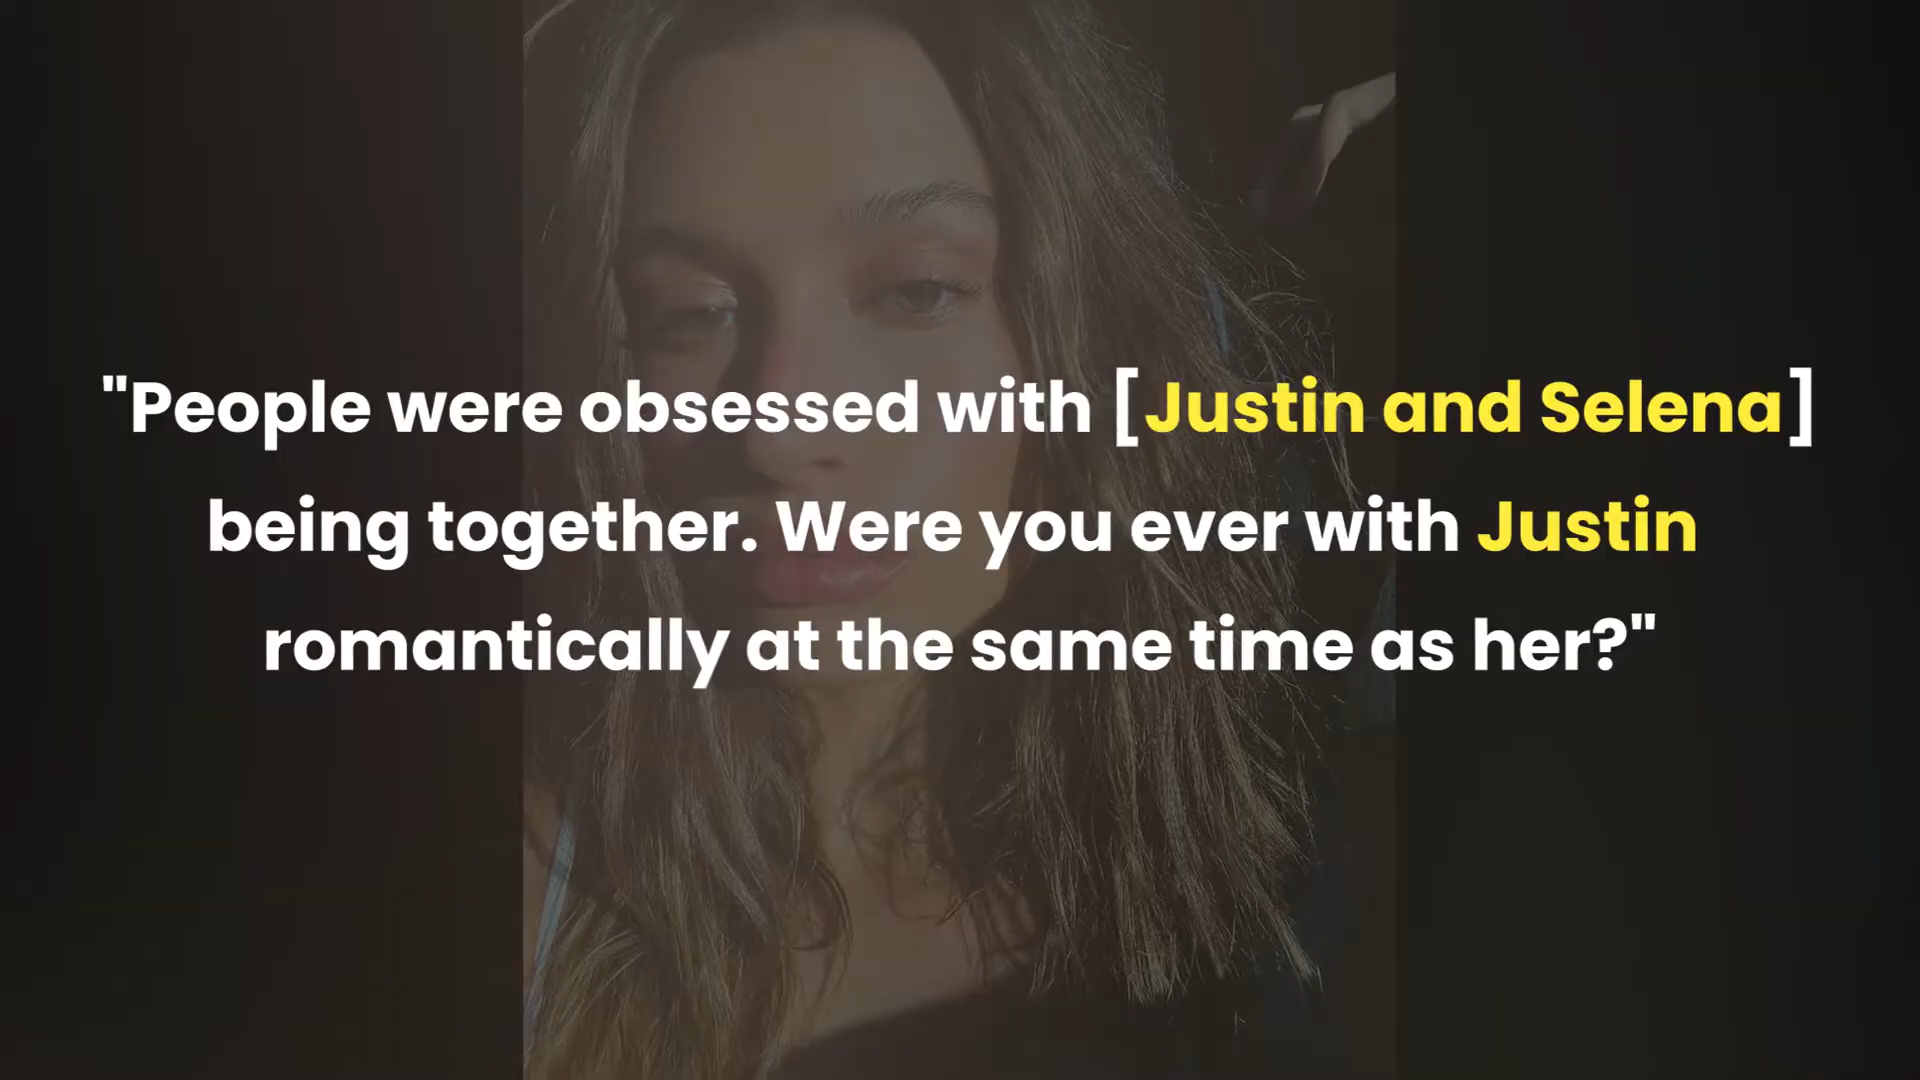 "People were obsessed with [Justin and Selena]
being together. Were you ever with Justin
romantically at the same time as her?"